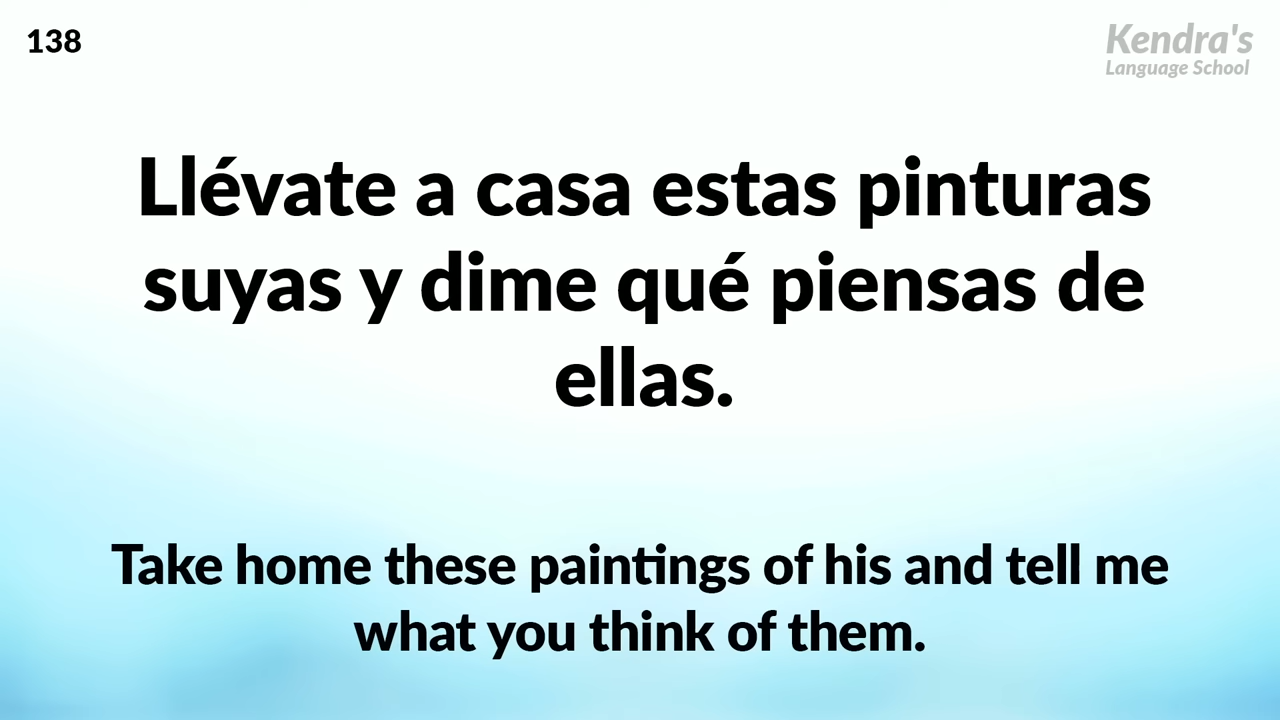 138
Kendra's
Language School
Llévate a casa estas pinturas
suyas y dime qué piensas de
ellas.
Take home these paintings of his and tell me
what you think of them.